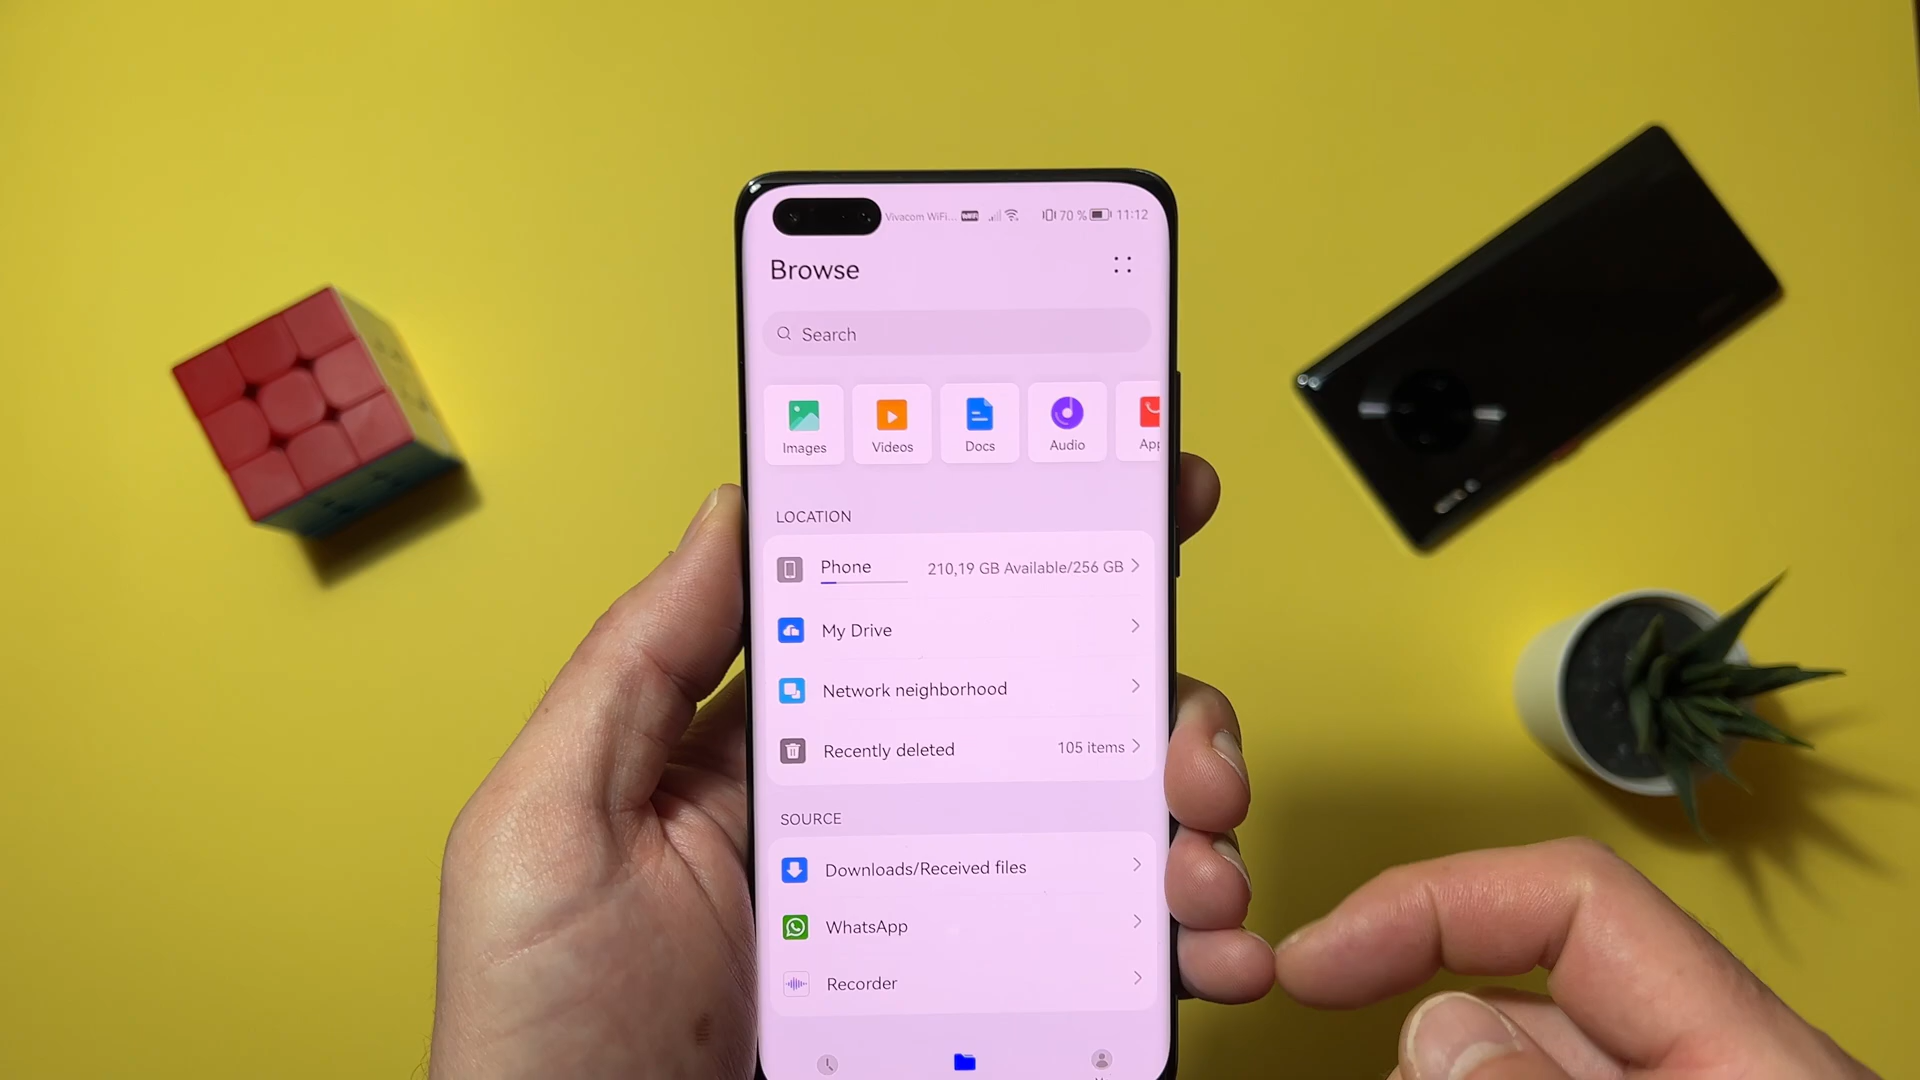 Vivacom WiFi... 70 % 11:12
Browse
Search
Images Videos Docs Audio App
LOCATION
Phone 210,19 GB Available/256 GB
My Drive
Network neighborhood
Recently deleted 105 items
SOURCE
Downloads/Received files
WhatsApp
Recorder